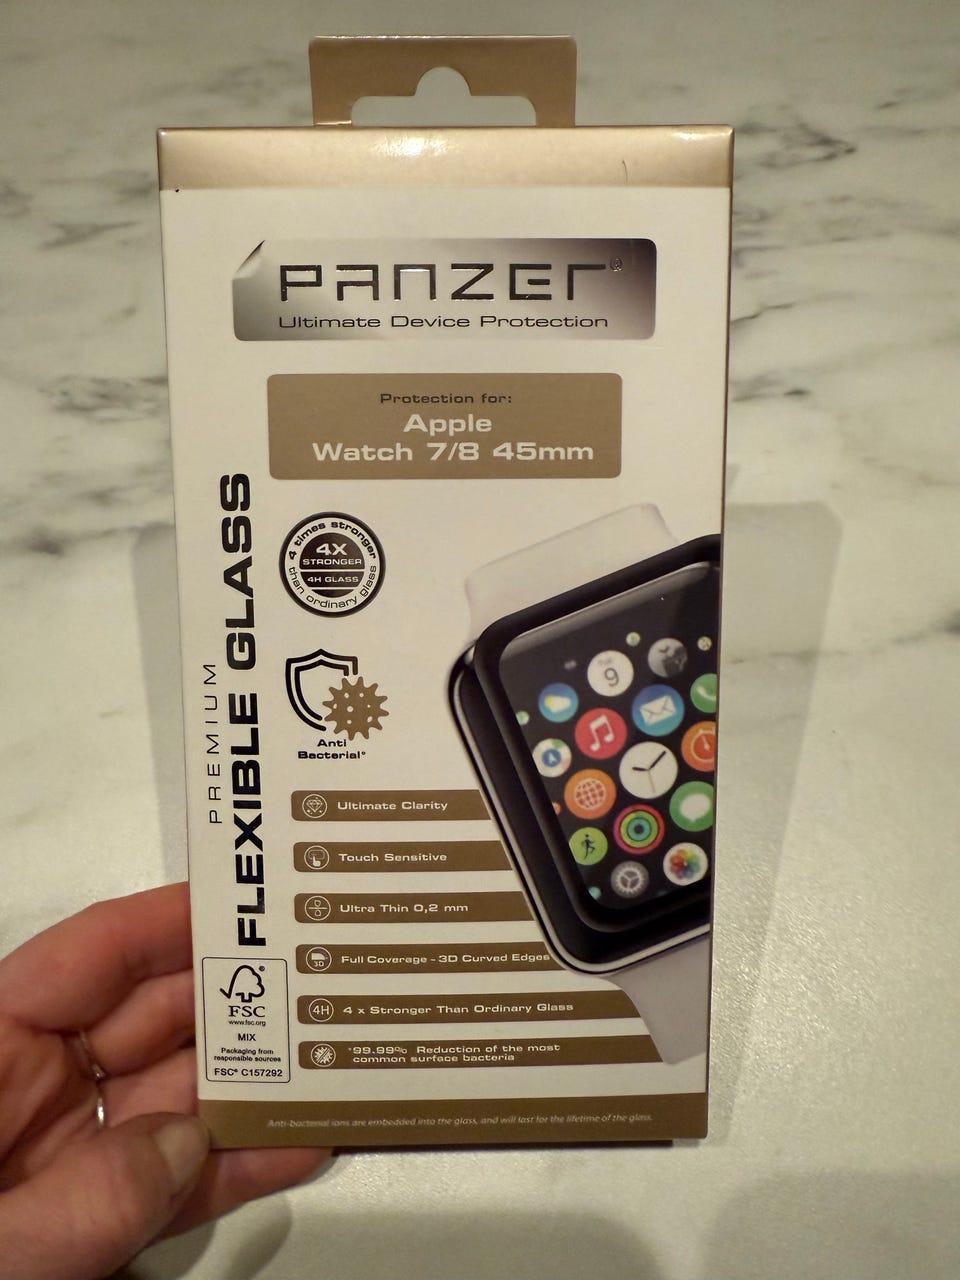 PANZER®
Ultimate Device Protection
Protection for:
Apple
Watch 7/8 45mm
PREMIUM
FLEXIBLE GLASS
4 times stronger
4X
STRONGER
4H GLASS
than ordinary glass
Anti
Bacterial*
9
Ultimate Clarity
Touch Sensitive
Ultra Thin 0,2 mm
3D
Full Coverage - 3D Curved Edges
4H
4 x Stronger Than Ordinary Glass
*99.99% Reduction of the most
common surface bacteria
®
FSC
www.fsc.org
MIX
Packaging from
responsible sources
FSC® C157292
Anti-bacterial ions are embedded into the glass, and will last for the lifetime of the glass.